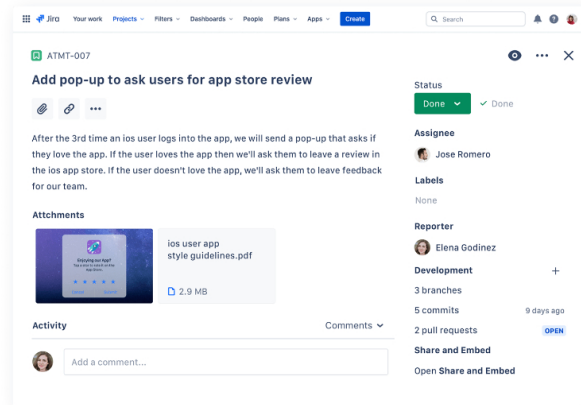 Jira Your work Projects Filters Dashboards People Plans Apps Create Search
ATMT-007
Add pop-up to ask users for app store review
After the 3rd time an ios user logs into the app, we will send a pop-up that asks if
they love the app. If the user loves the app then we'll ask them to leave a review in
the ios app store. If the user doesn't love the app, we'll ask them to leave feedback
for our team.
Attchments
Enjoying our App?
ios user app
style guidelines.pdf
2.9 MB
Activity
Comments
Add a comment...
Status
Done
Done
Assignee
Jose Romero
Labels
None
Reporter
Elena Godinez
Development
3 branches
5 commits 9 days ago
2 pull requests OPEN
Share and Embed
Open Share and Embed